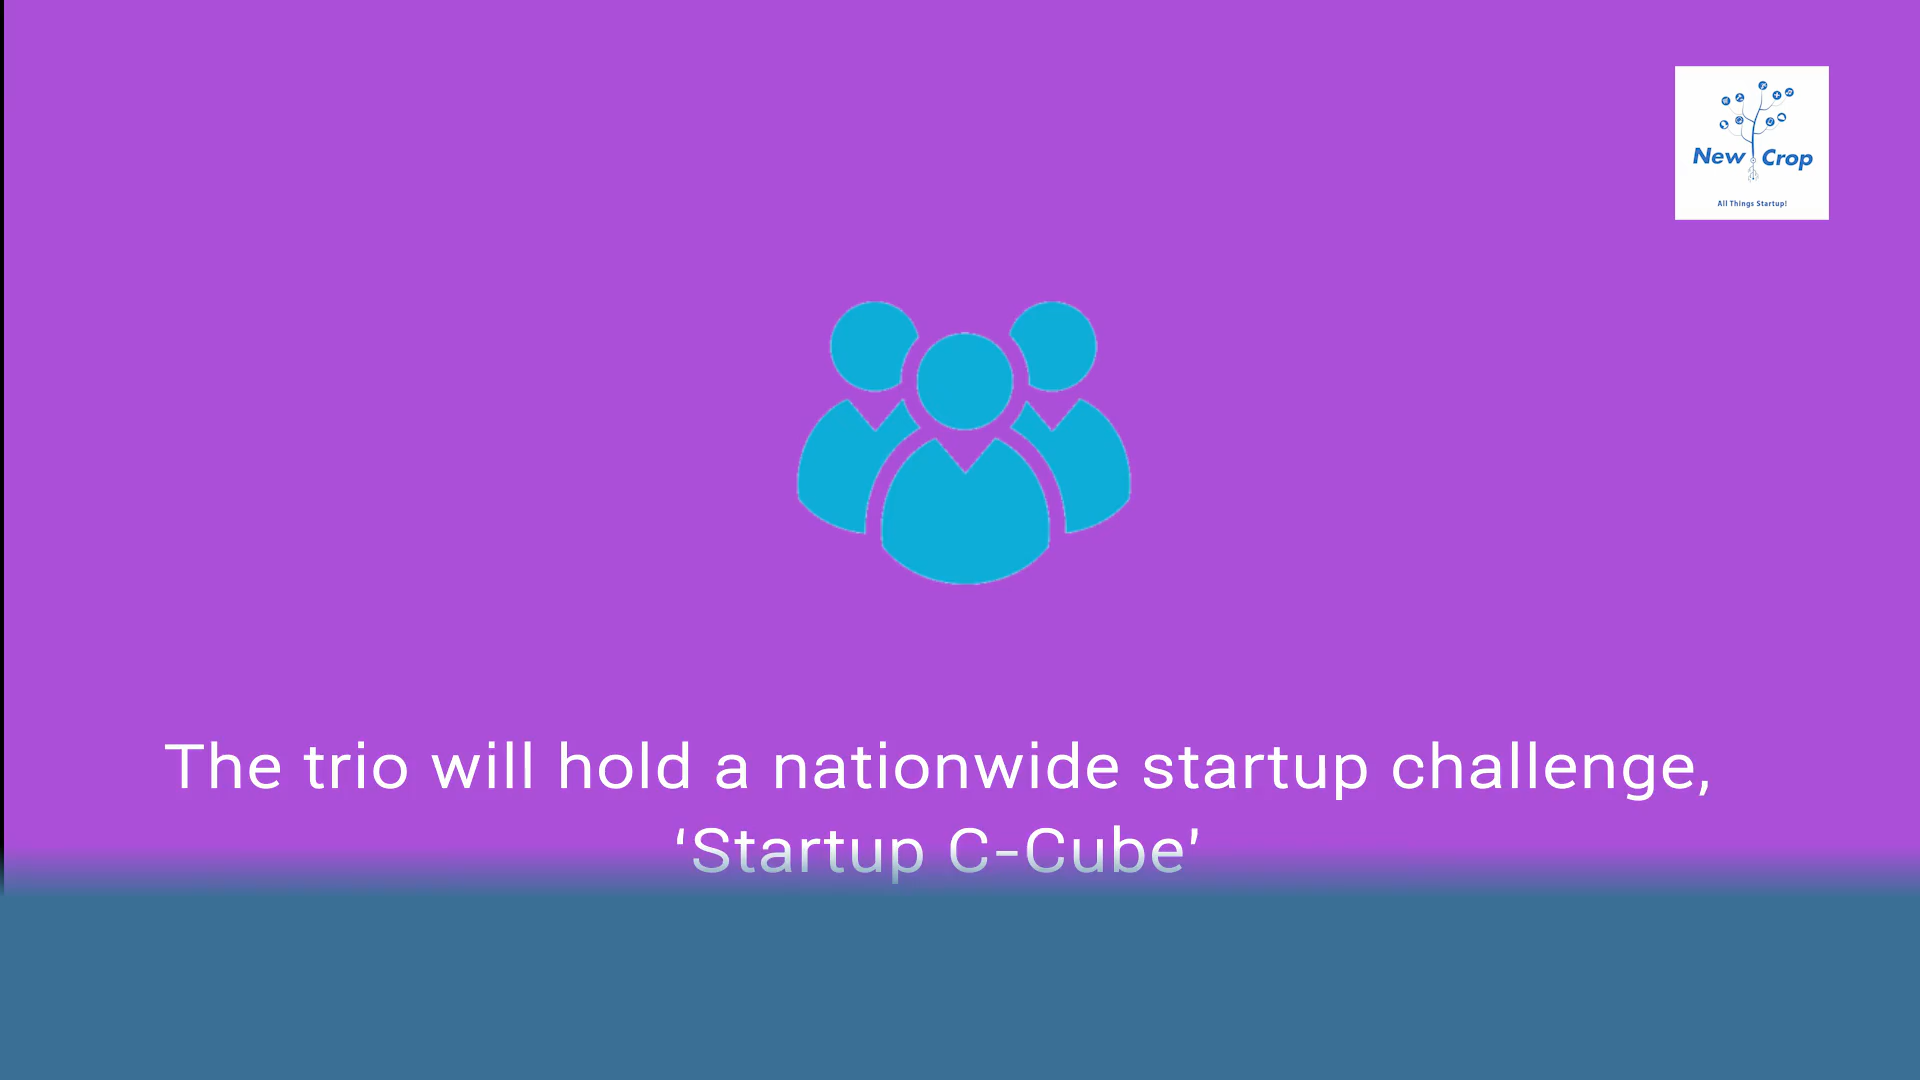 New Crop
All Things Startup!
The trio will hold a nationwide startup challenge,
‘Startup C-Cube’